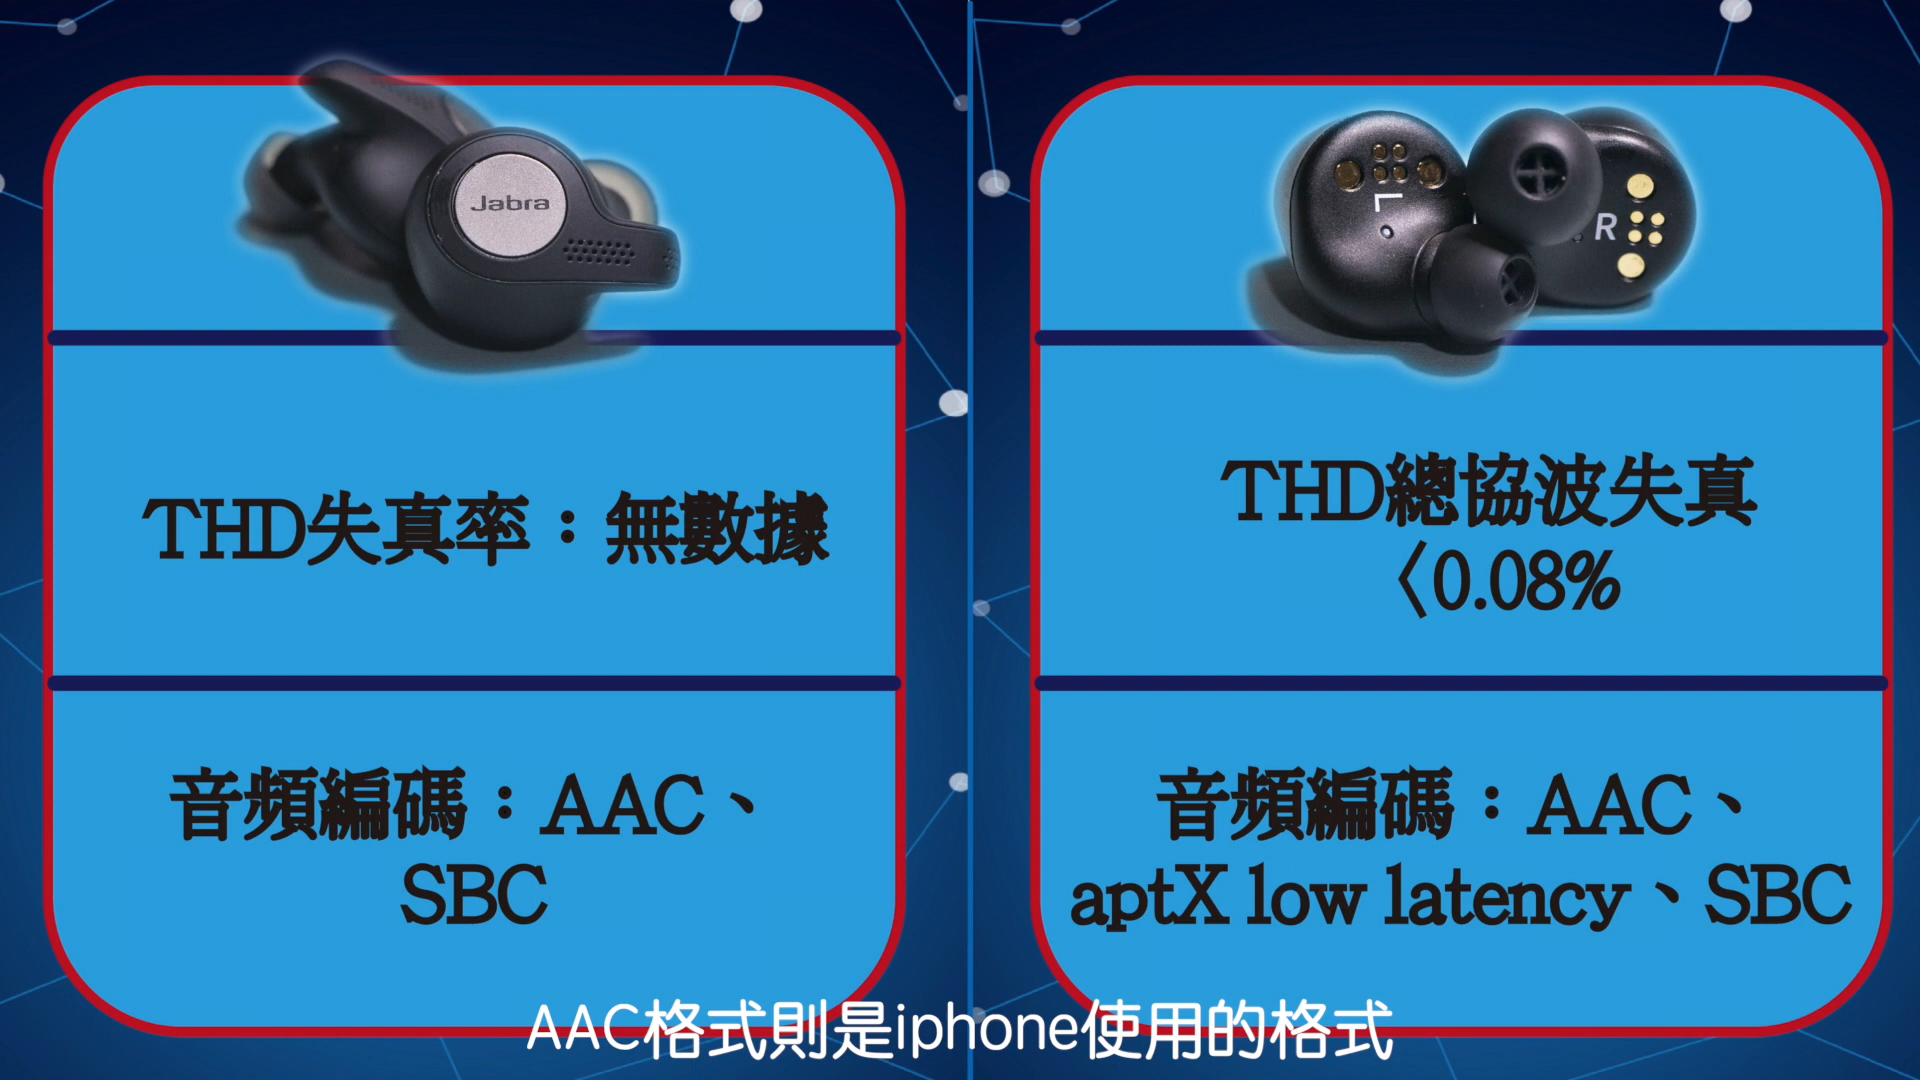 Jabra
THD失真率：無數據
音頻編碼：AAC、
SBC
L
R
THD總協波失真
〈0.08%
音頻編碼：AAC、
aptX low latency、SBC
AAC格式則是iphone使用的格式